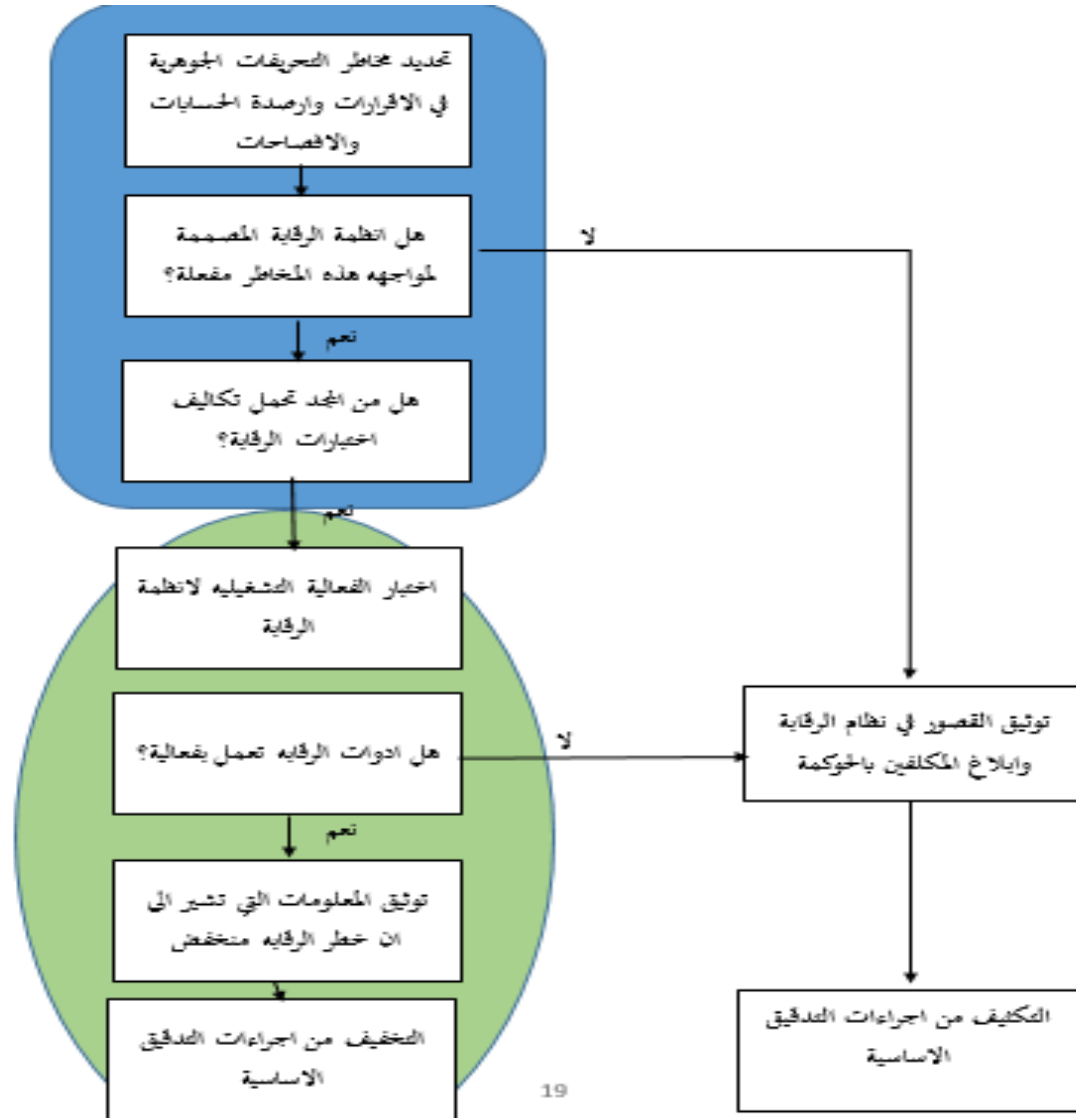 تحديد مخاطر التحريفات الجوهرية
في الاقرارات وارصدة الحسابات
والافصاحات
هل انظمة الرقابة المصممة
لمواجهه هذه المخاطر مفعلة؟
لا
نعم
هل من المجد تحمل تكاليف
اختبارات الرقابة؟
نعم
اختبار الفعالية التشغيليه لانظمة
الرقابة
هل ادوات الرقابه تعمل بفعالية؟
لا
توثيق القصور في نظام الرقابة
وابلاغ المكلفين بالحوكمة
نعم
توثيق المعلومات التي تشير الى
ان خطر الرقابه منخفض
التخفيف من اجراءات التدقيق
الاساسية
التكثيف من اجراءات التدقيق
الاساسية
19